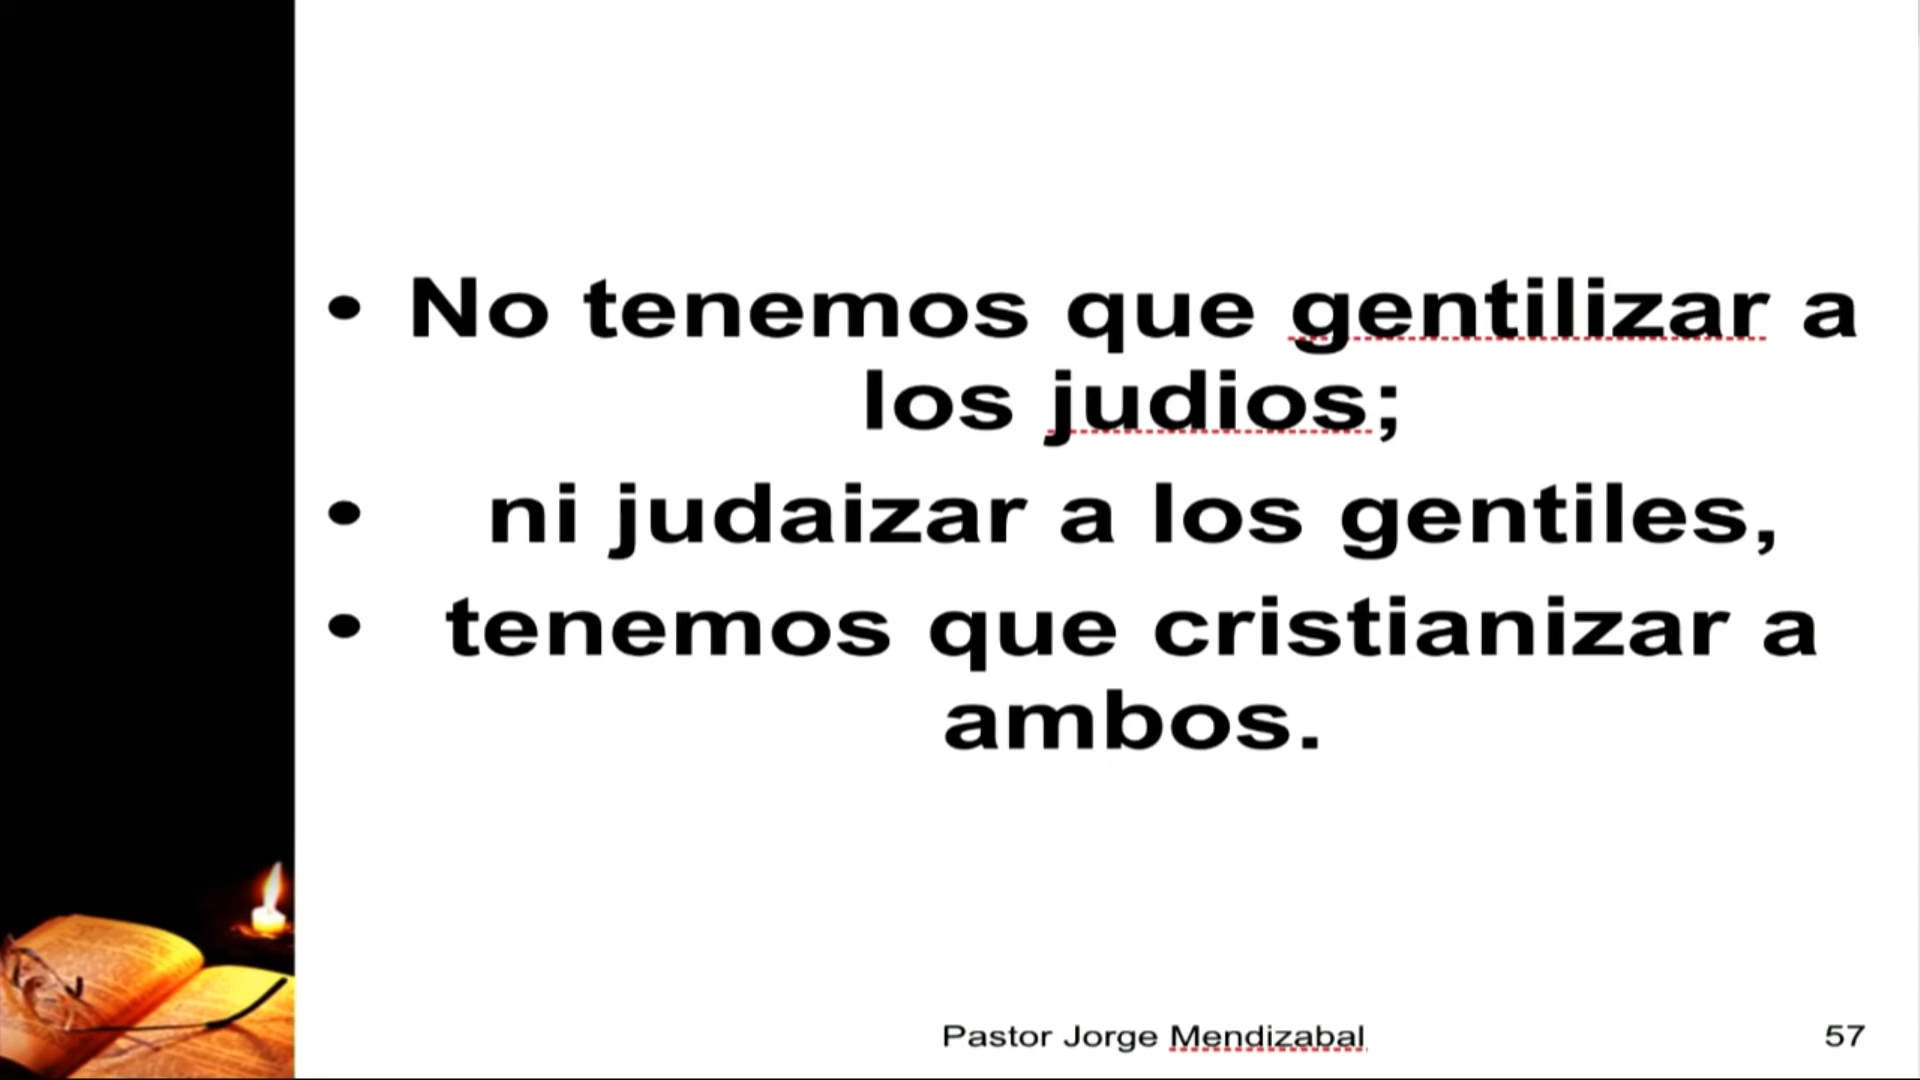 • No tenemos que gentilizar a
los judios;
• ni judaizar a los gentiles,
• tenemos que cristianizar a
ambos.
Pastor Jorge Mendizabal
57